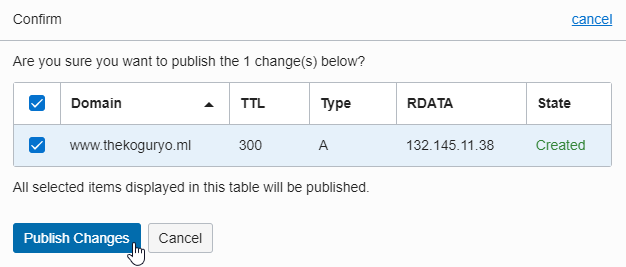 Confirm cancel
Are you sure you want to publish the 1 change(s) below?
Domain TTL Type RDATA State
www.thekoguryo.ml 300 A 132.145.11.38 Created
All selected items displayed in this table will be published.
Publish Changes Cancel